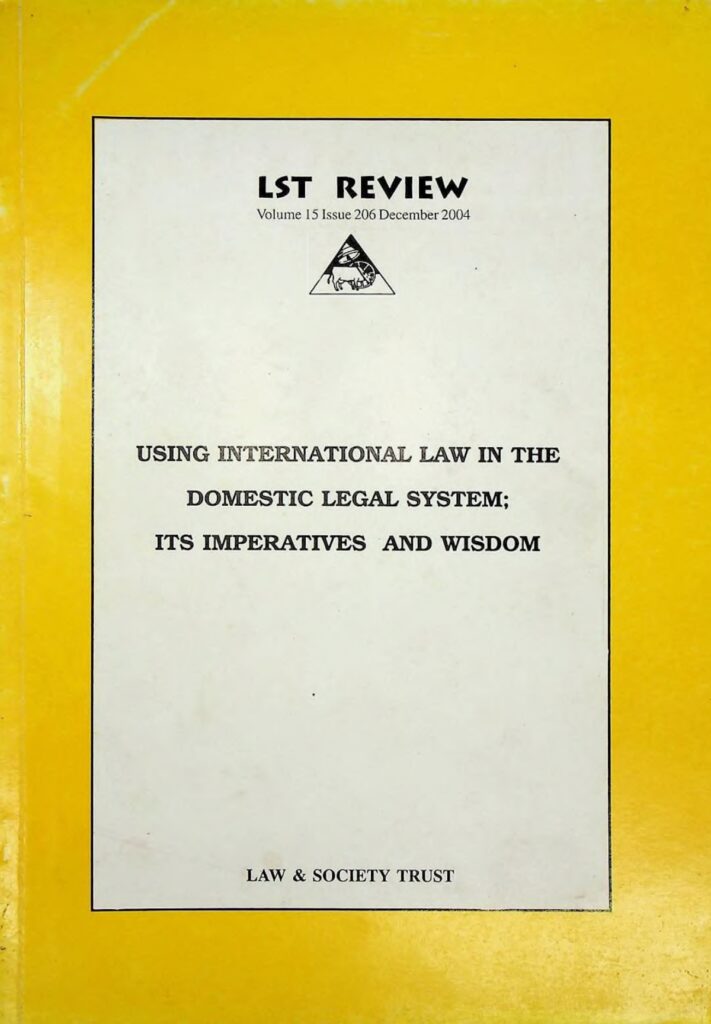 LST REVIEW
Volume 15 Issue 206 December 2004
USING INTERNATIONAL LAW IN THE
DOMESTIC LEGAL SYSTEM;
ITS IMPERATIVES AND WISDOM
LAW & SOCIETY TRUST